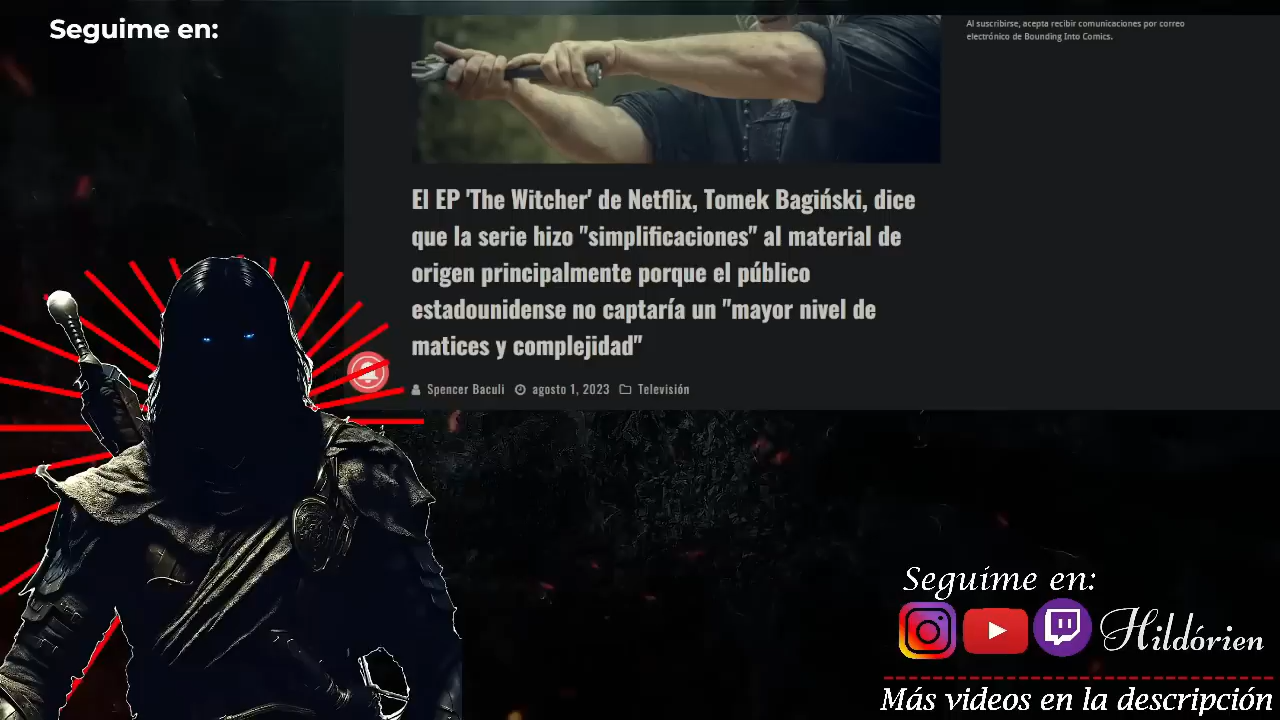 Seguime en:
Al suscribirse, acepta recibir comunicaciones por correo
electrónico de Bounding Into Comics.
El EP 'The Witcher' de Netflix, Tomek Bagiński, dice
que la serie hizo "simplificaciones" al material de
origen principalmente porque el público
estadounidense no captaría un "mayor nivel de
matices y complejidad"
Spencer Baculi agosto 1, 2023 Televisión
Seguime en:
Hildórien
Más videos en la descripción